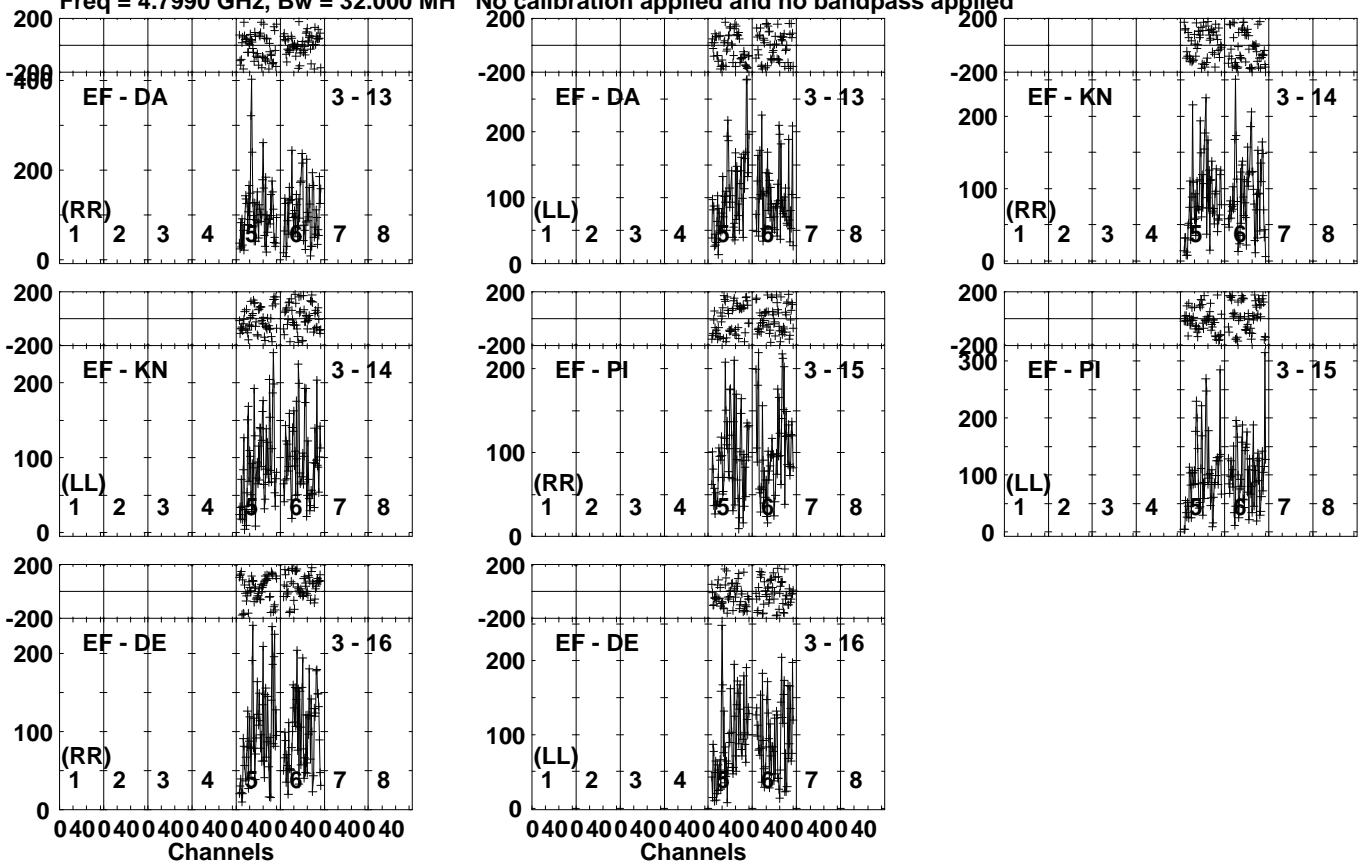 Freq = 4.7990 GHz, Bw = 32.000 MH No calibration applied and no bandpass applied
200 200 200
-200 -200 -200
400
EF - DA 3 - 13 EF - DA 3 - 13 EF - KN 3 - 14
200 200 200
100 100
(RR) (LL) (RR)
1 2 3 4 5 6 7 8 1 2 3 4 5 6 7 8 1 2 3 4 5 6 7 8
0 0 0
200 200 200
-200 -200 -200
EF - KN 3 - 14 EF - PI 3 - 15 EF - PI 3 - 15
300
200 200 200
100 100 100
(LL) (RR) (LL)
1 2 3 4 5 6 7 8 1 2 3 4 5 6 7 8 1 2 3 4 5 6 7 8
0 0 0
200 200
-200 -200
EF - DE 3 - 16 EF - DE 3 - 16
200 200
100 100
(RR) (LL)
1 2 3 4 5 6 7 8 1 2 3 4 5 6 7 8
0 0
0 40 0 40 0 40 0 40 0 40 0 40 0 40 0 40 0 40 0 40 0 40 0 40 0 40 0 40 0 40 0 40
Channels Channels